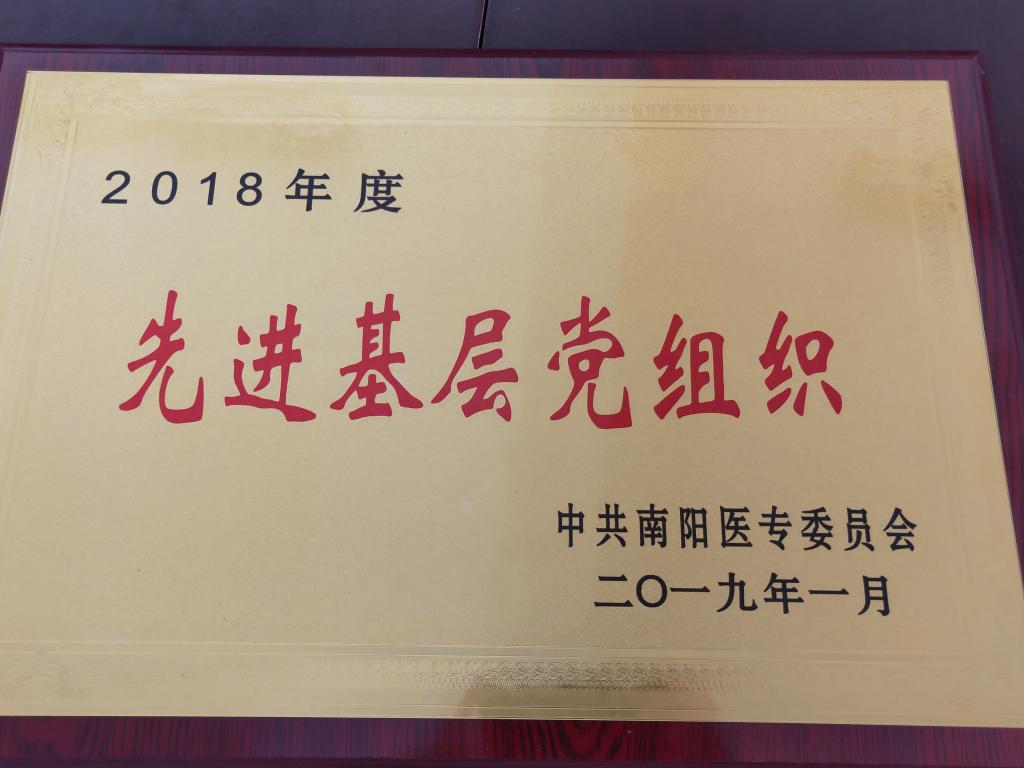 2018年度
先进基层党组织
中共南阳医专委员会
二〇一九年一月